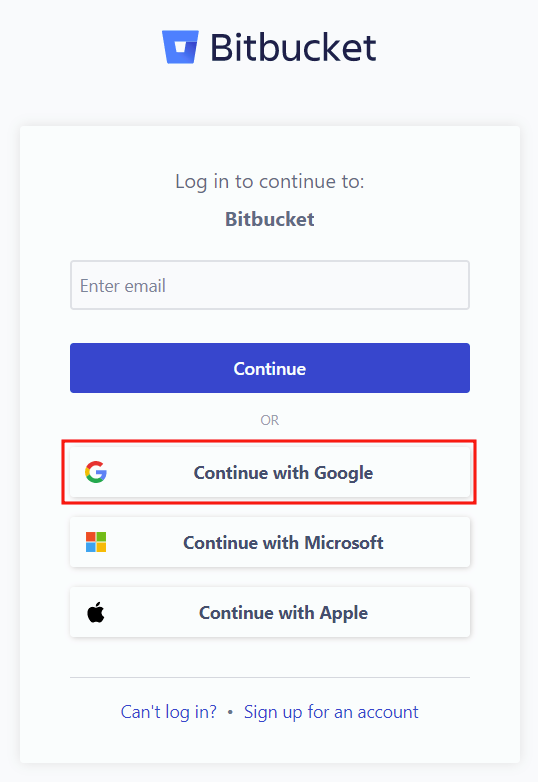 Bitbucket
Log in to continue to:
Bitbucket
Enter email
Continue
OR
Continue with Google
Continue with Microsoft
Continue with Apple
Can't log in? • Sign up for an account